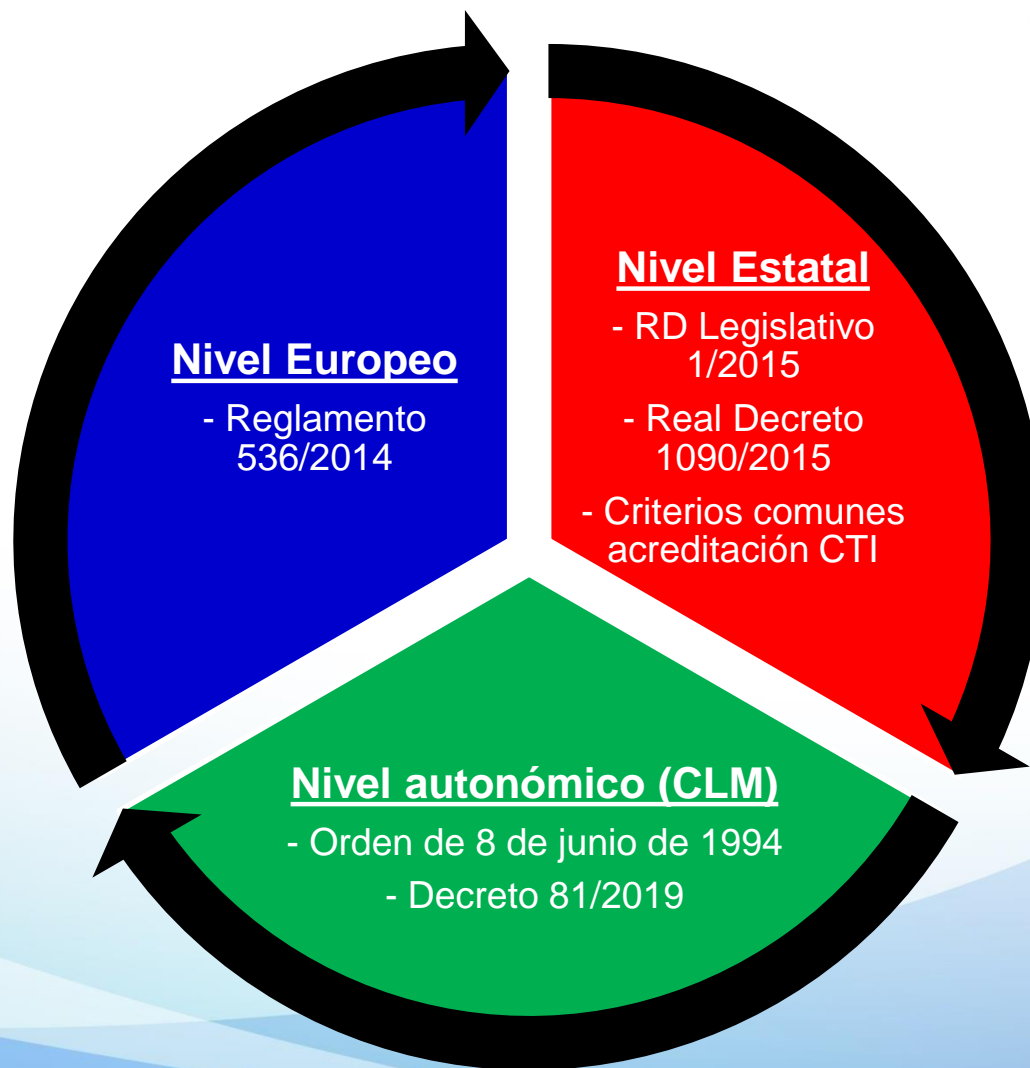 Nivel Europeo
- Reglamento
536/2014
Nivel Estatal
- RD Legislativo
1/2015
- Real Decreto
1090/2015
- Criterios comunes
acreditación CTI
Nivel autonómico (CLM)
- Orden de 8 de junio de 1994
- Decreto 81/2019